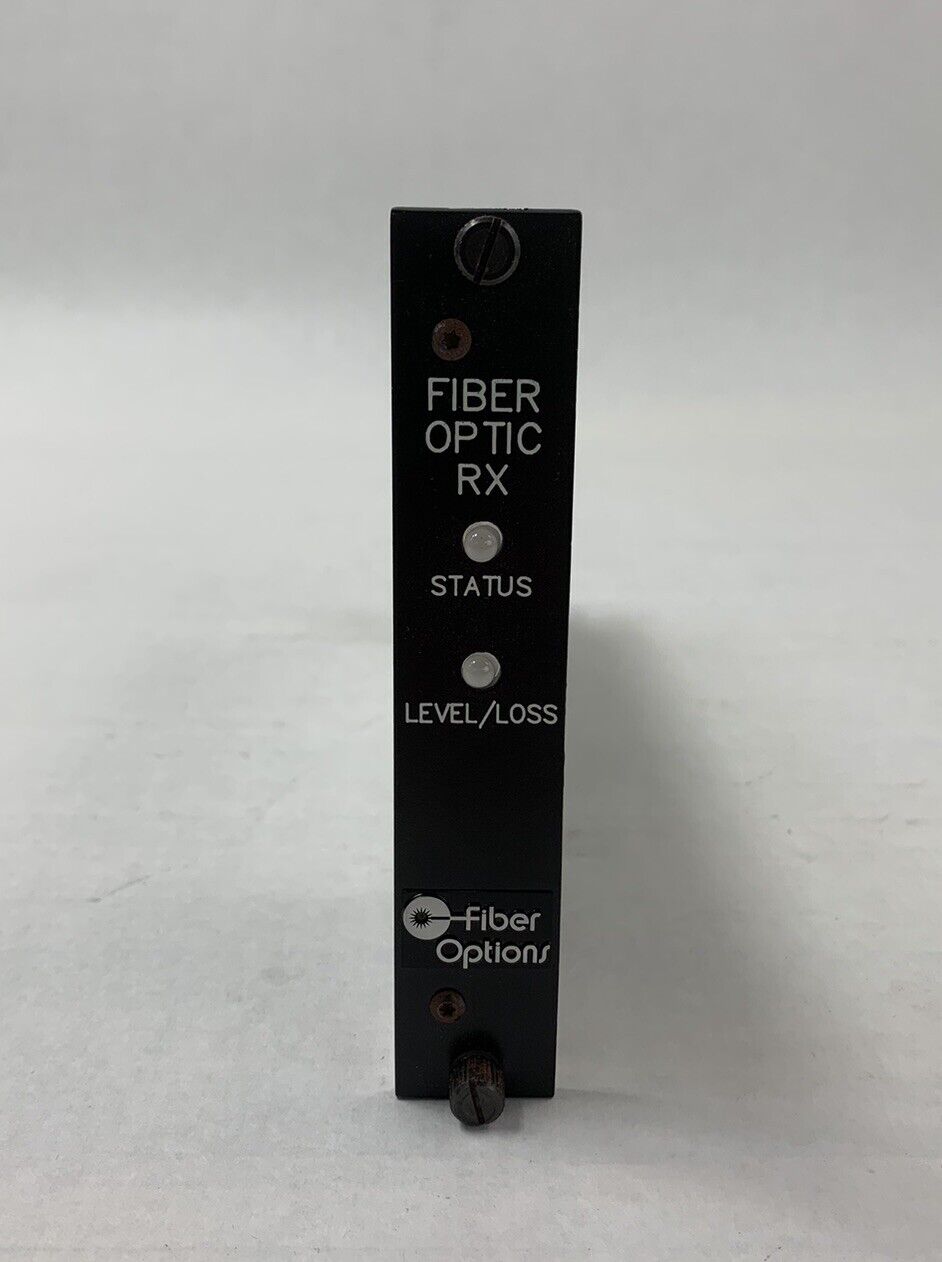 FIBER
OPTIC
RX
STATUS
LEVEL/LOSS
Fiber
Options